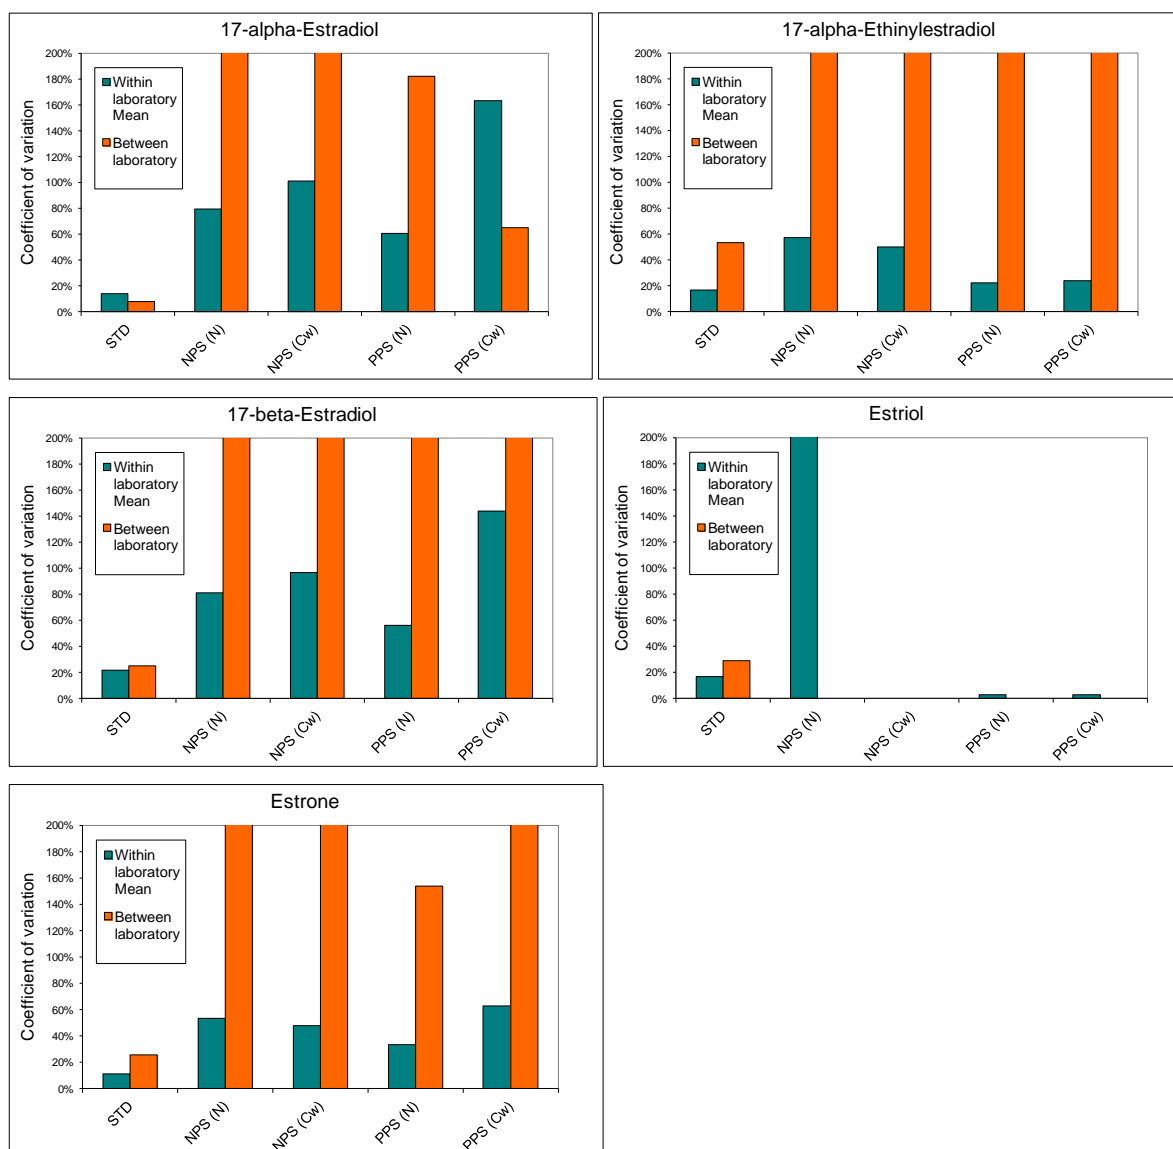 17-alpha-Estradiol
Coefficient of variation
200%
180%
160%
140%
120%
100%
80%
60%
40%
20%
0%
Within
laboratory
Mean
Between
laboratory
STD
NPS (N)
NPS (Cw)
PPS (N)
PPS (Cw)
17-alpha-Ethinylestradiol
Coefficient of variation
200%
180%
160%
140%
120%
100%
80%
60%
40%
20%
0%
Within
laboratory
Mean
Between
laboratory
STD
NPS (N)
NPS (Cw)
PPS (N)
PPS (Cw)
17-beta-Estradiol
Coefficient of variation
200%
180%
160%
140%
120%
100%
80%
60%
40%
20%
0%
Within
laboratory
Mean
Between
laboratory
STD
NPS (N)
NPS (Cw)
PPS (N)
PPS (Cw)
Estriol
Coefficient of variation
200%
180%
160%
140%
120%
100%
80%
60%
40%
20%
0%
Within
laboratory
Mean
Between
laboratory
STD
NPS (N)
NPS (Cw)
PPS (N)
PPS (Cw)
Estrone
Coefficient of variation
200%
180%
160%
140%
120%
100%
80%
60%
40%
20%
0%
Within
laboratory
Mean
Between
laboratory
STD
NPS (N)
NPS (Cw)
PPS (N)
PPS (Cw)